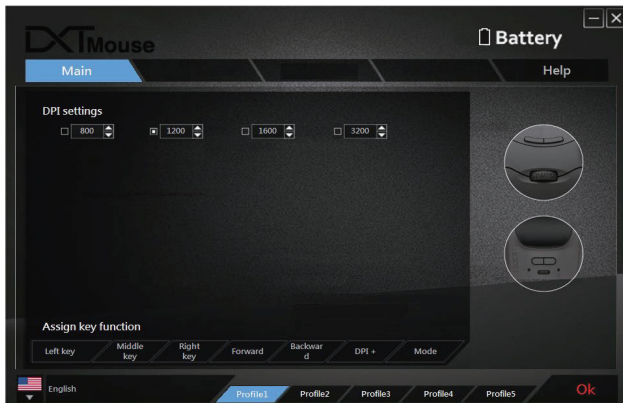 DXTMouse
Battery
Main
Help
DPI settings
800 1200 1600 3200
Assign key function
Left key Middle key Right key Forward Backward DPI + Mode
English Profile1 Profile2 Profile3 Profile4 Profile5 Ok